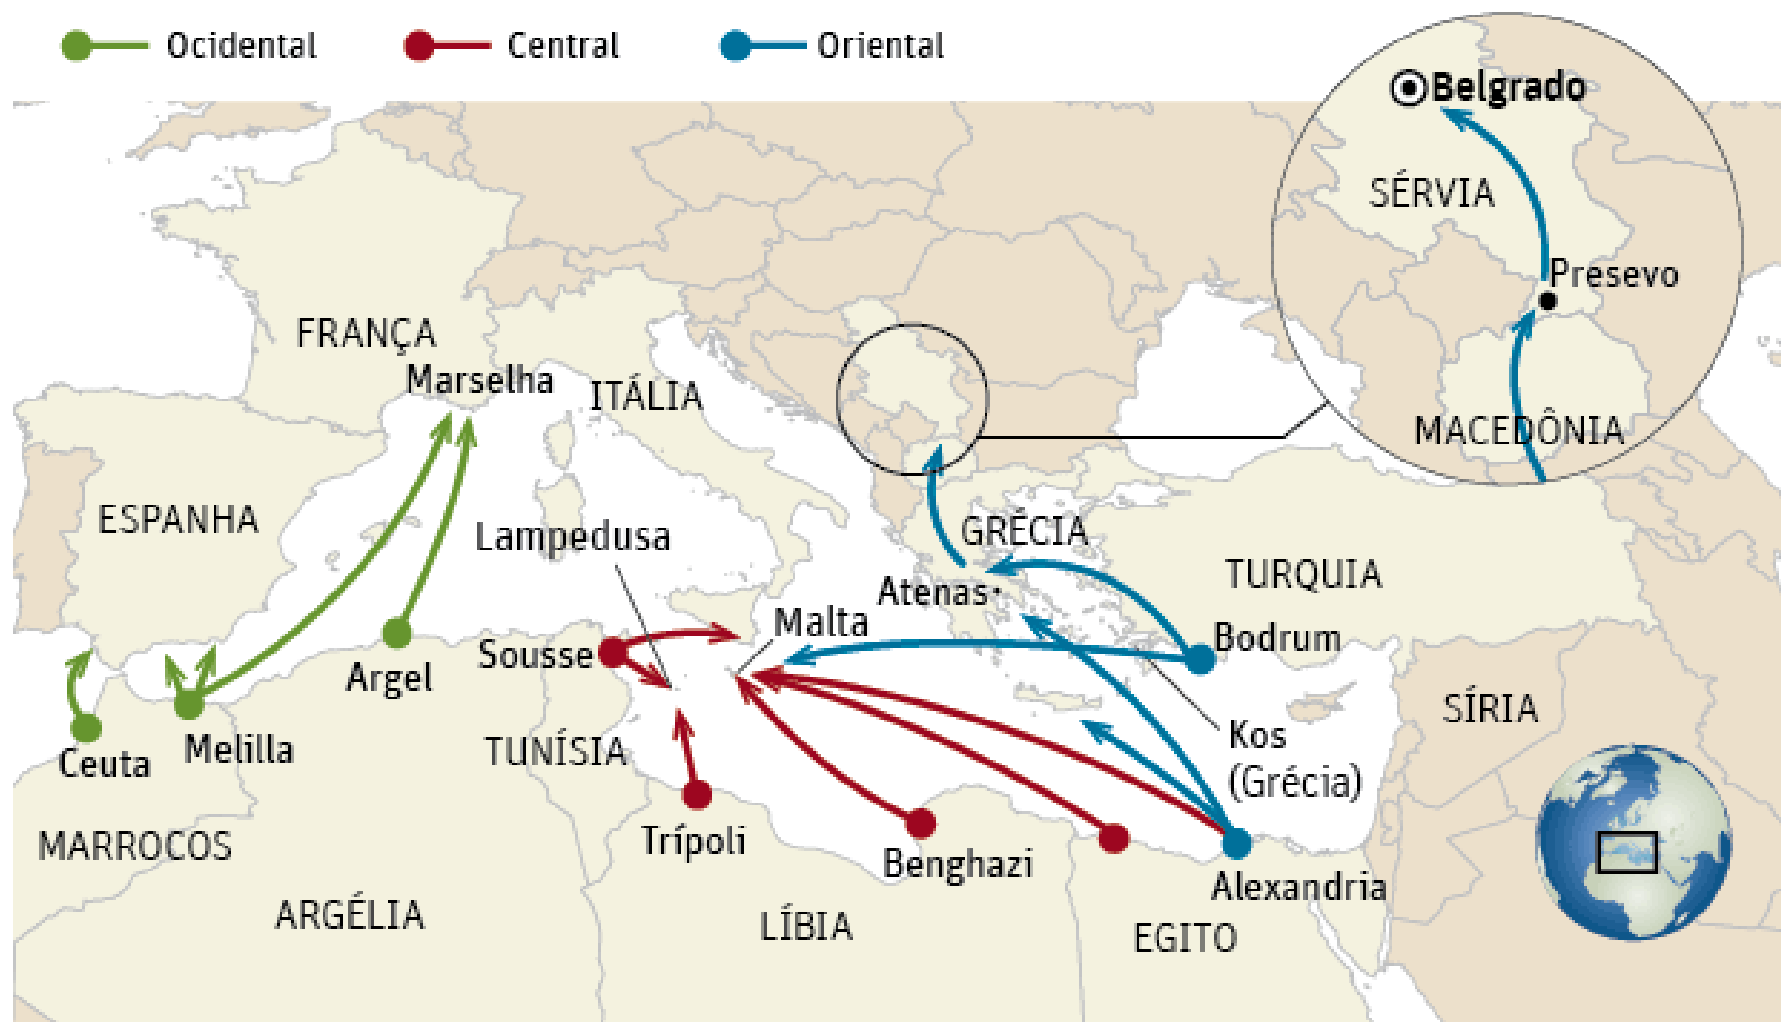 Ocidental
Central
Oriental
Belgrado
SÉRVIA
Presevo
MACEDÔNIA
FRANÇA
Marselha
ITÁLIA
ESPANHA
Lampedusa
GRÉCIA
TURQUIA
Atenas
Malta
Bodrum
Sousse
Argel
SÍRIA
Kos
(Grécia)
Ceuta
Melilla
TUNÍSIA
MARROCOS
Trípoli
Benghazi
Alexandria
ARGÉLIA
LÍBIA
EGITO